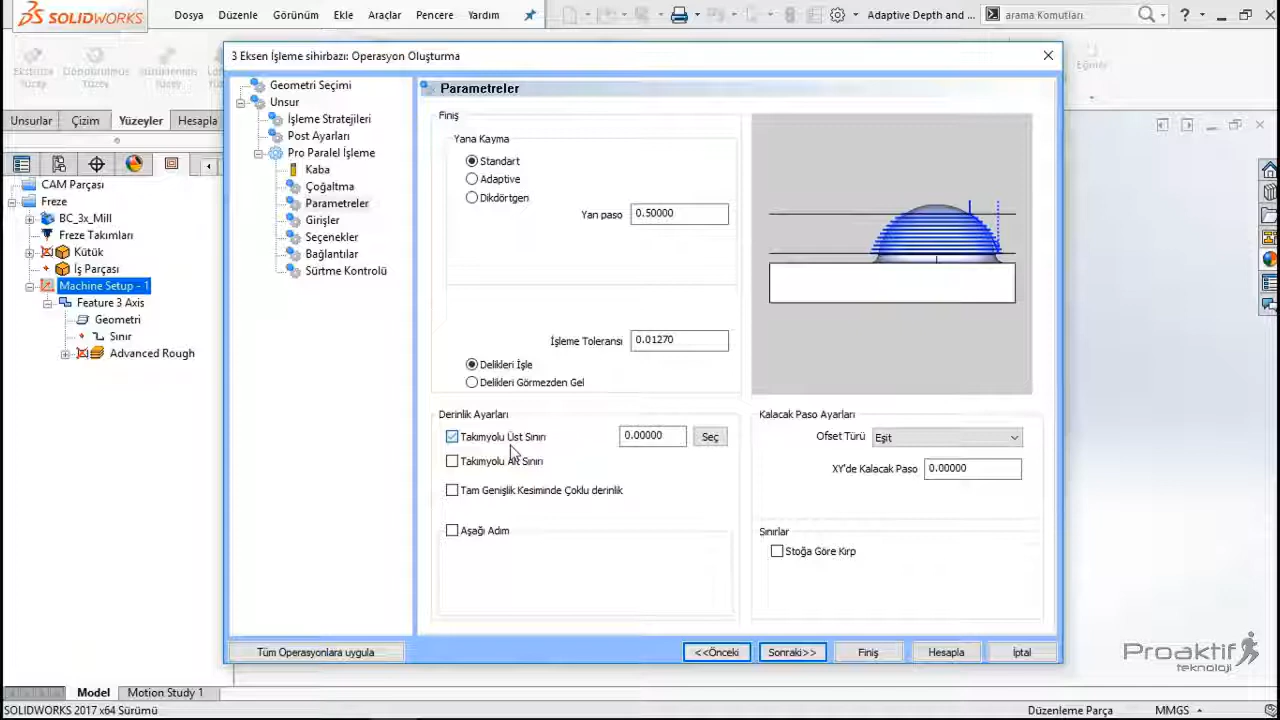 SOLIDWORKS
Dosya Düzenle Görünüm Ekle Araçlar Pencere Yardım
Adaptive Depth and ...
arama Komutları
3 Eksen İşleme sihirbazı: Operasyon Oluşturma
Unsurlar Çizim Yüzeyler Hesapla
CAM Parçası
Freze
BC_3x_Mill
Freze Takımları
Kütük
İş Parçası
Machine Setup - 1
Feature 3 Axis
Geometri
Sınır
Advanced Rough
Geometri Seçimi
Unsur
İşleme Stratejileri
Post Ayarları
Pro Paralel İşleme
Kaba
Çoğaltma
Parametreler
Girişler
Seçenekler
Bağlantılar
Sürtme Kontrolü
Parametreler
Finiş
Yana Kayma
Standart
Adaptive
Dikdörtgen
Yan paso 0.50000
İşleme Toleransı 0.01270
Delikleri İşle
Delikleri Görmezden Gel
Derinlik Ayarları
Takımyolu Üst Sınırı 0.00000 Seç
Takımyolu Alt Sınırı
Tam Genişlik Kesiminde Çoklu derinlik
Aşağı Adım
Kalacak Paso Ayarları
Ofset Türü Eşit
XY'de Kalacak Paso 0.00000
Sınırlar
Stoğa Göre Kırp
Tüm Operasyonlara uygula <<Önceki Sonraki>> Finiş Hesapla İptal
Proaktif
teknoloji
Model Motion Study 1
SOLIDWORKS 2017 x64 Sürümü Düzenleme Parça MMGS